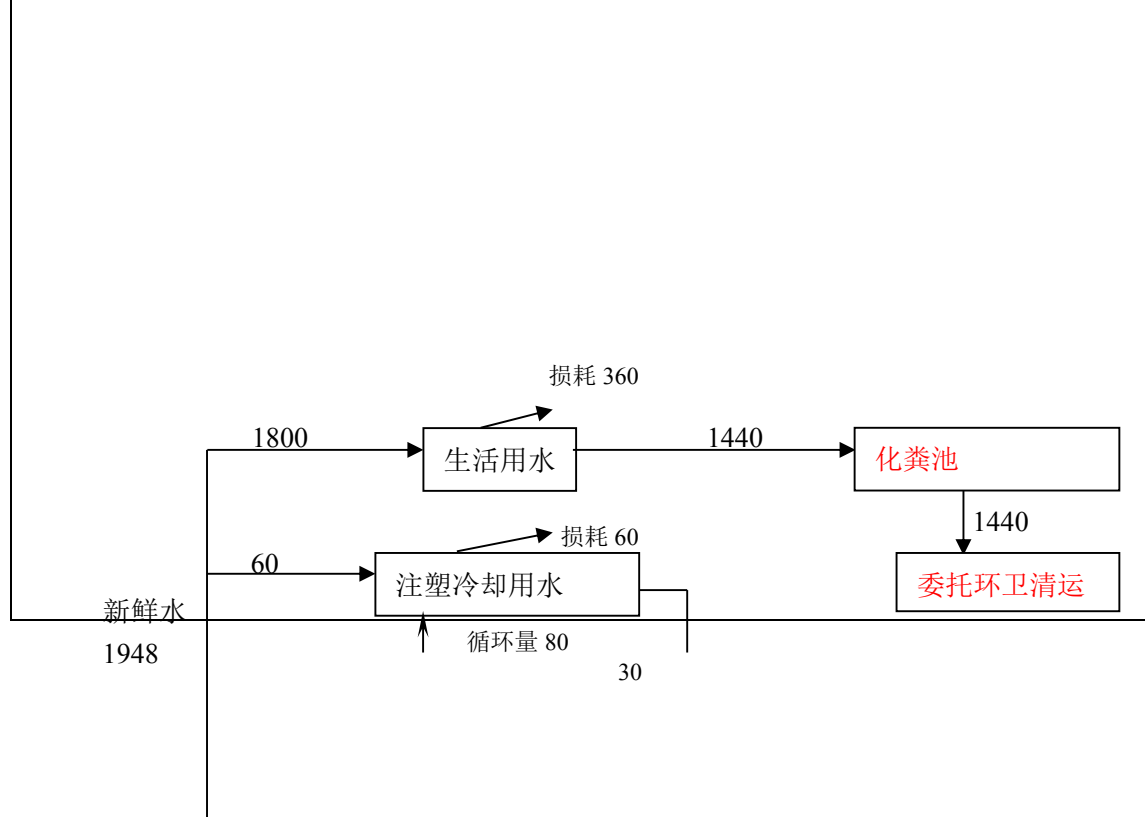 损耗 360
1800
生活用水
1440
化粪池
1440
损耗 60
60
注塑冷却用水
委托环卫清运
新鲜水
1948
循环量 80
30